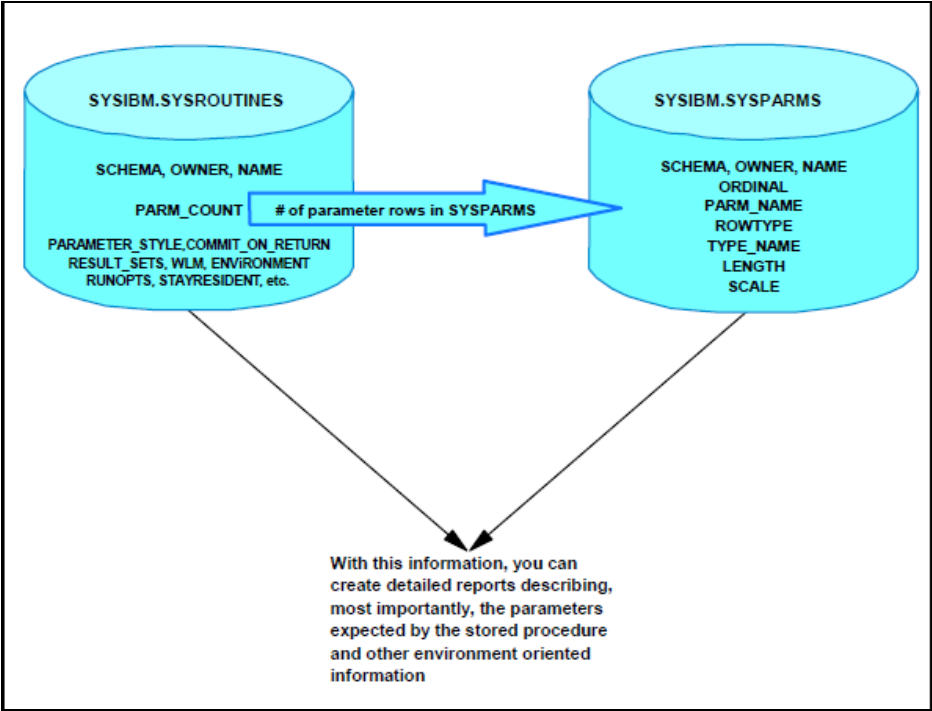 SYSIBM.SYSROUTINES
SCHEMA, OWNER, NAME
PARM_COUNT
# of parameter rows in SYSPARMS
PARAMETER_STYLE,COMMIT_ON_RETURN
RESULT_SETS, WLM, ENViRONMENT
RUNOPTS, STAYRESIDENT, etc.
SYSIBM.SYSPARMS
SCHEMA, OWNER, NAME
ORDINAL
PARM_NAME
ROWTYPE
TYPE_NAME
LENGTH
SCALE
With this information, you can
create detailed reports describing,
most importantly, the parameters
expected by the stored procedure
and other environment oriented
information